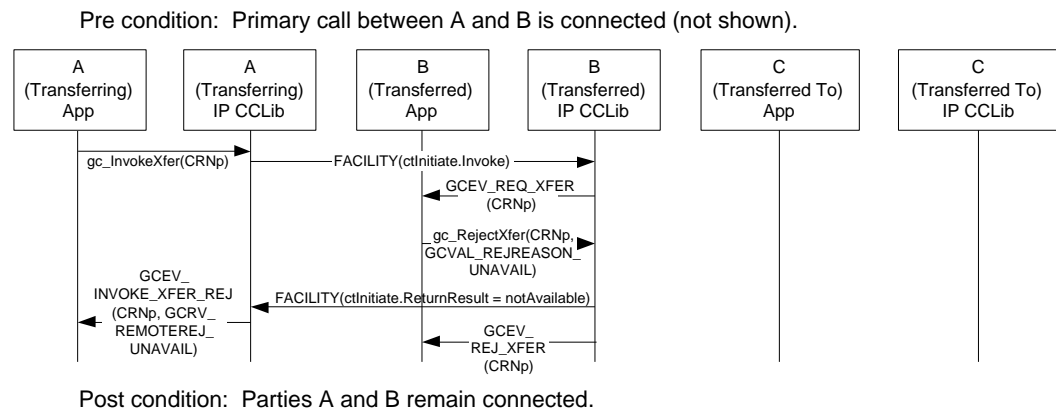 Pre condition:  Primary call between A and B is connected (not shown).
A
(Transferring)
App
A
(Transferring)
IP CCLib
B
(Transferred)
App
B
(Transferred)
IP CCLib
C
(Transferred To)
App
C
(Transferred To)
IP CCLib
gc_InvokeXfer(CRNp)
FACILITY(ctInitiate.Invoke)
GCEV_REQ_XFER
(CRNp)
gc_RejectXfer(CRNp,
GCVAL_REJREASON_
UNAVAIL)
FACILITY(ctInitiate.ReturnResult = notAvailable)
GCEV_
INVOKE_XFER_REJ
(CRNp, GCRV_
REMOTEREJ_
UNAVAIL)
GCEV_
REJ_XFER
(CRNp)
Post condition:  Parties A and B remain connected.